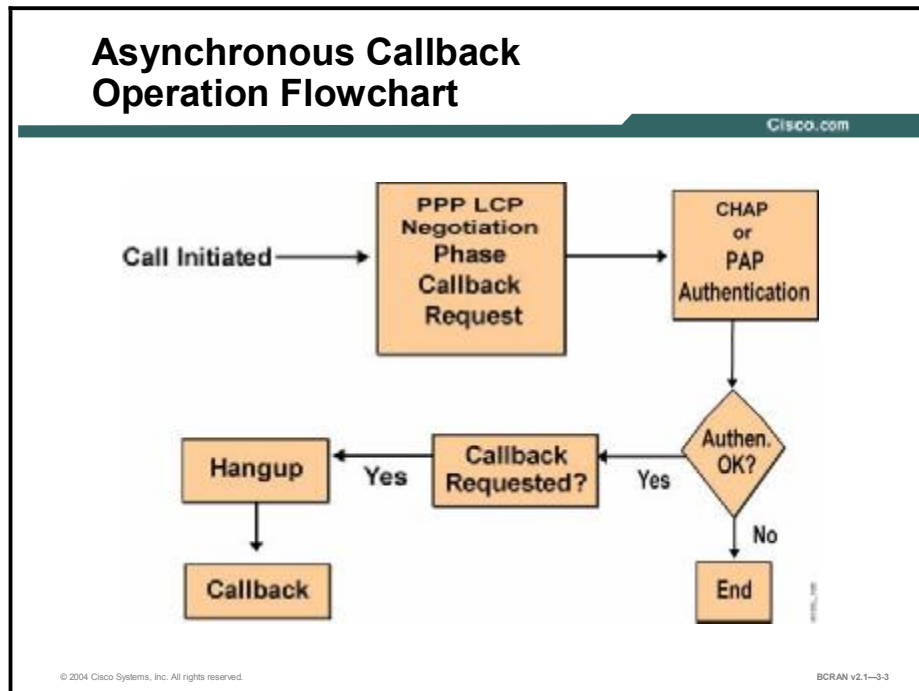 Asynchronous Callback
Operation Flowchart
Cisco.com
Call Initiated
PPP LCP
Negotiation
Phase
Callback
Request
CHAP
or
PAP
Authentication
Authen.
OK?
Yes
No
End
Callback
Requested?
Yes
Hangup
Callback
© 2004 Cisco Systems, Inc. All rights reserved.
BCRAN v2.1—3-3